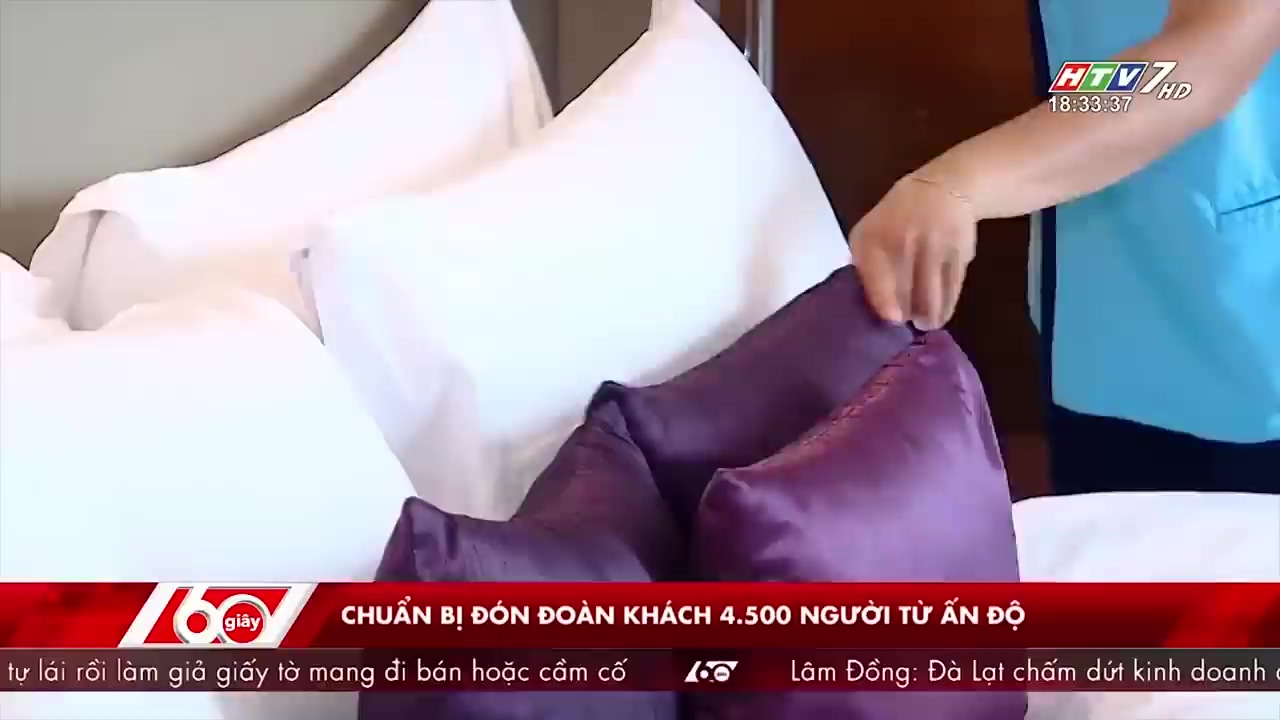 HTV7 HD
18:33:37
60 giây
CHUẨN BỊ ĐÓN ĐOÀN KHÁCH 4.500 NGƯỜI TỪ ẤN ĐỘ
tự lái rồi làm giả giấy tờ mang đi bán hoặc cầm cố 60 giây Lâm Đồng: Đà Lạt chấm dứt kinh doanh